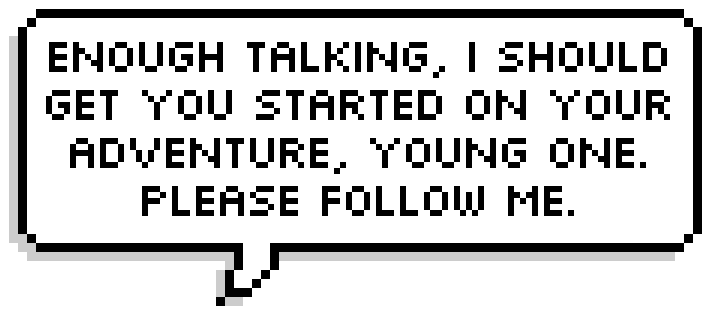 ENOUGH TALKING, I SHOULD
GET YOU STARTED ON YOUR
ADVENTURE, YOUNG ONE.
PLEASE FOLLOW ME.